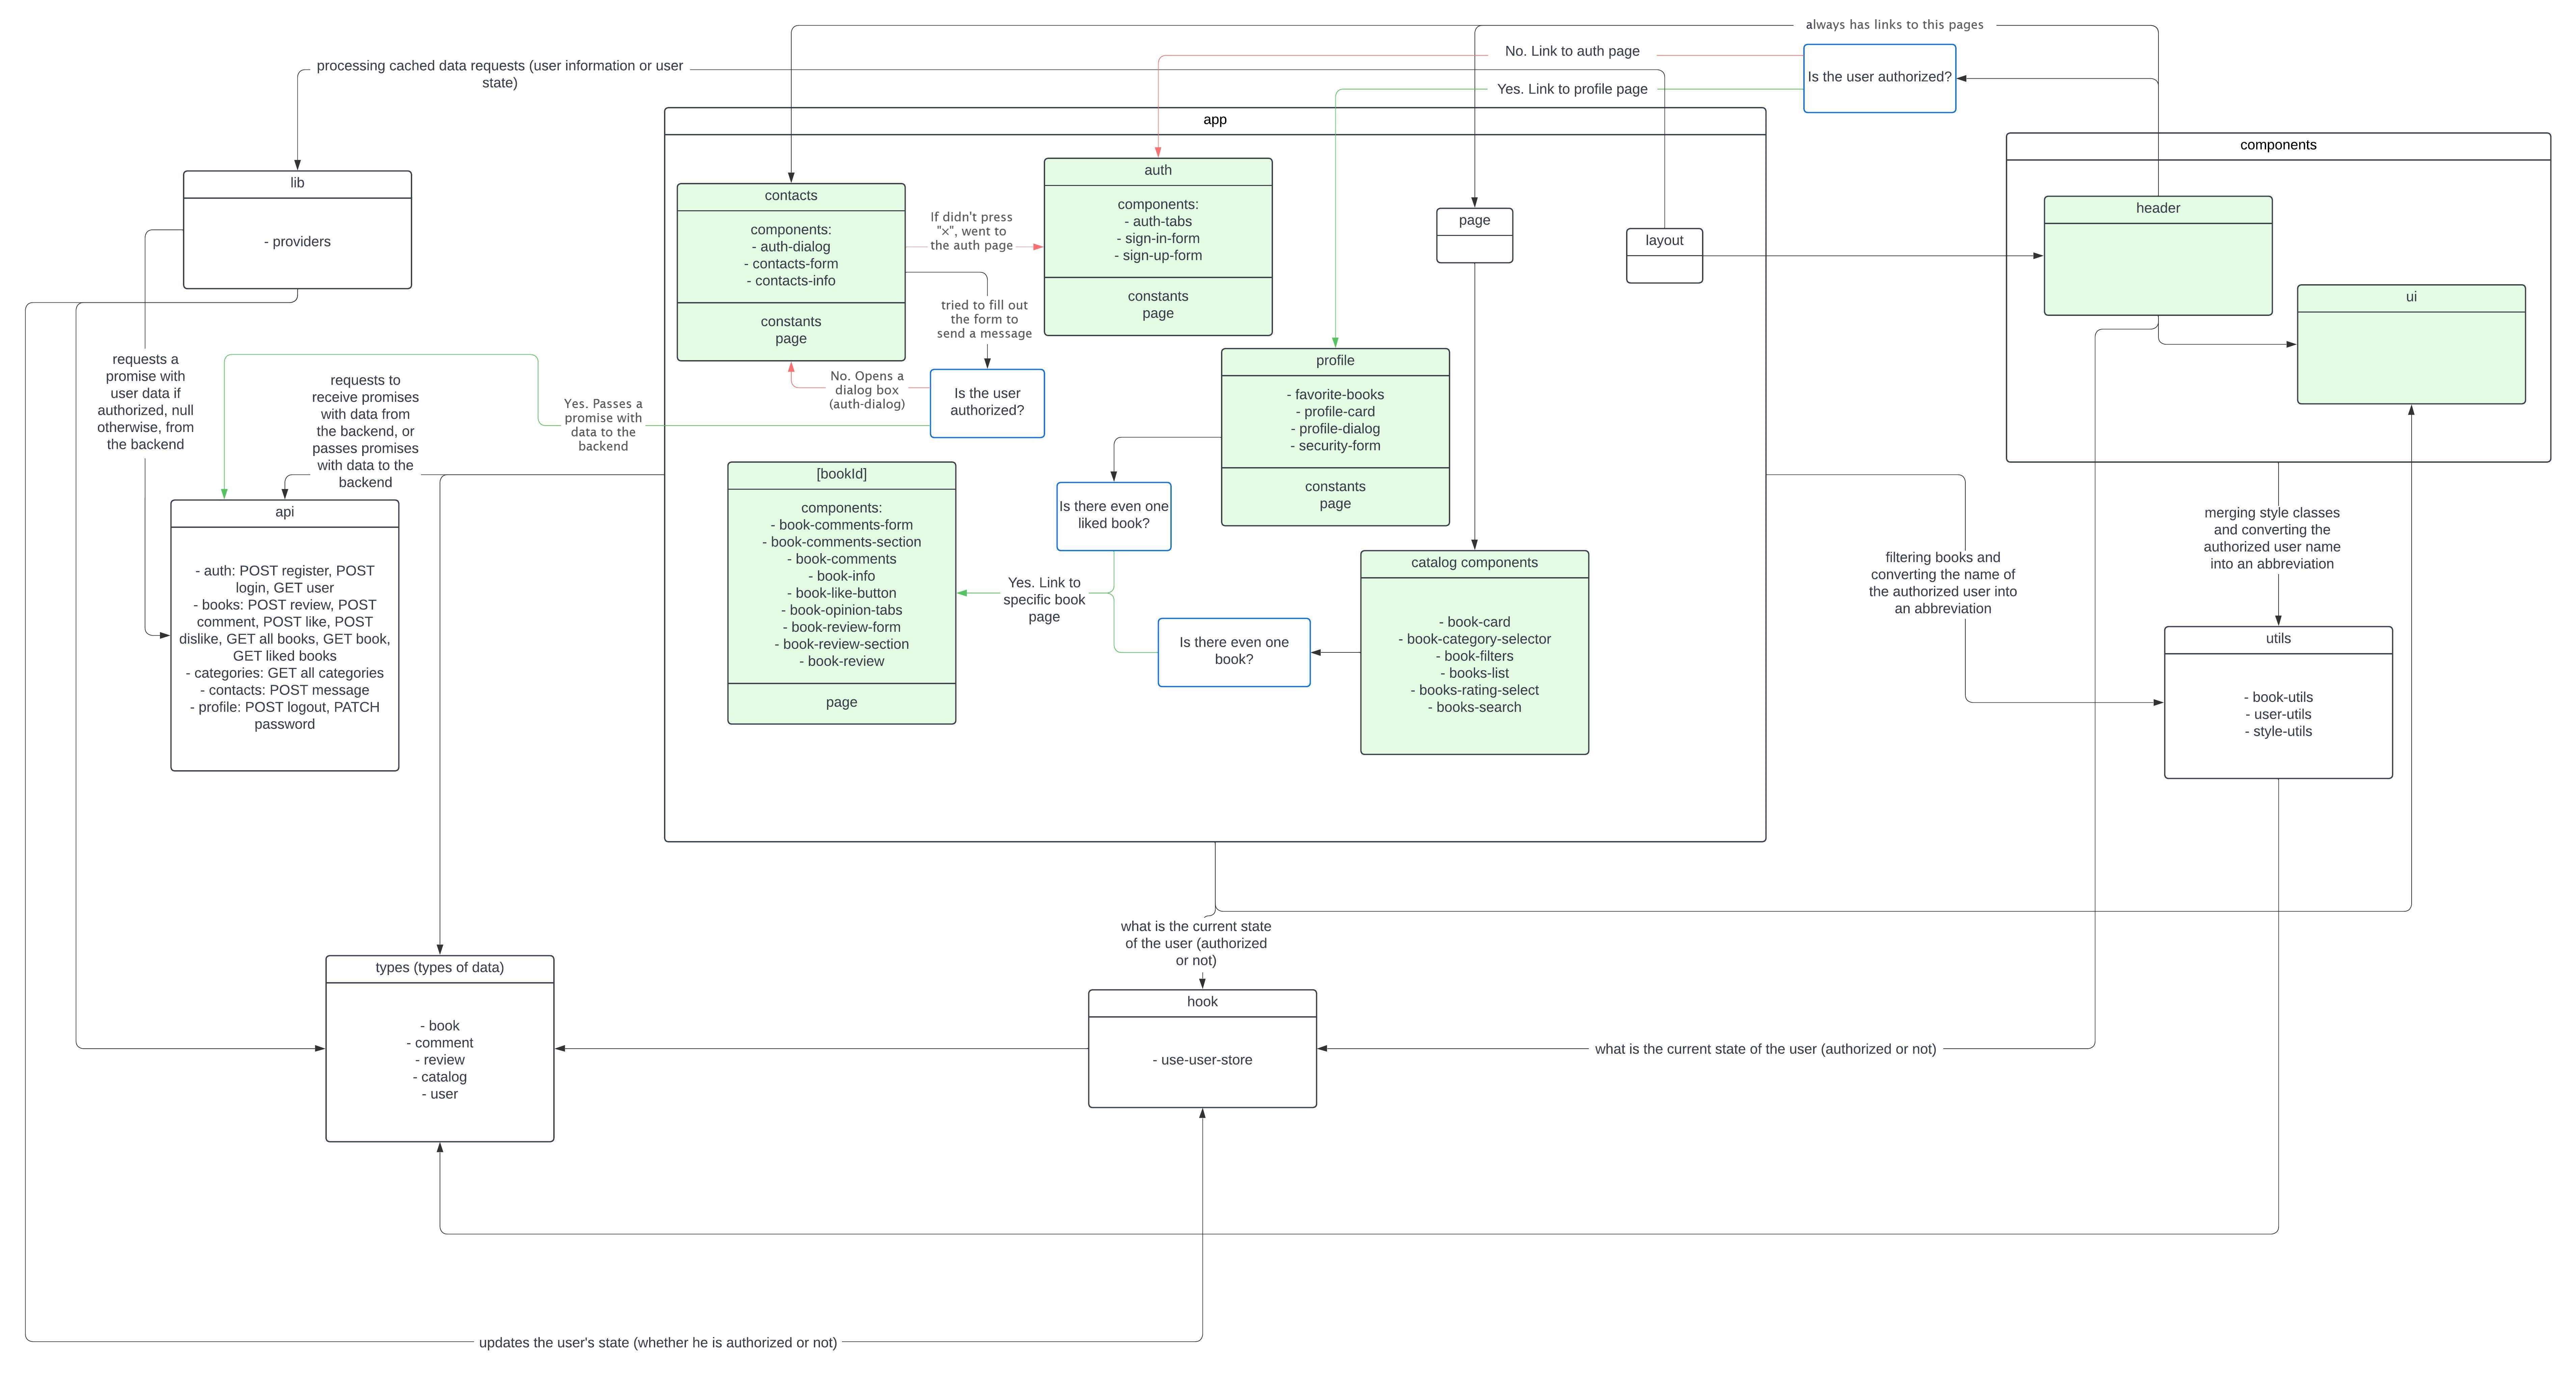 always has links to this pages
No. Link to auth page
Is the user authorized?
processing cached data requests (user information or user
state)
Yes. Link to profile page
app
components
lib
- providers
contacts
components:
- auth-dialog
- contacts-form
- contacts-info
constants
page
If didn't press
"×", went to
the auth page
auth
components:
- auth-tabs
- sign-in-form
- sign-up-form
constants
page
page
layout
header
ui
tried to fill out
the form to
send a message
No. Opens a
dialog box
(auth-dialog)
Is the user
authorized?
profile
- favorite-books
- profile-card
- profile-dialog
- security-form
constants
page
requests a
promise with
user data if
authorized, null
otherwise, from
the backend
requests to
receive promises
with data from
the backend, or
passes promises
with data to the
backend
Yes. Passes a
promise with
data to the
backend
[bookId]
components:
- book-comments-form
- book-comments-section
- book-comments
- book-info
- book-like-button
- book-opinion-tabs
- book-review-form
- book-review-section
- book-review
page
Is there even one
liked book?
Yes. Link to
specific book
page
Is there even one
book?
catalog components
- book-card
- book-category-selector
- book-filters
- books-list
- books-rating-select
- books-search
api
- auth: POST register, POST
login, GET user
- books: POST review, POST
comment, POST like, POST
dislike, GET all books, GET book,
GET liked books
- categories: GET all categories
- contacts: POST message
- profile: POST logout, PATCH
password
filtering books and
converting the name of
the authorized user into
an abbreviation
merging style classes
and converting the
authorized user name
into an abbreviation
utils
- book-utils
- user-utils
- style-utils
what is the current state
of the user (authorized
or not)
types (types of data)
- book
- comment
- review
- catalog
- user
hook
- use-user-store
what is the current state of the user (authorized or not)
updates the user's state (whether he is authorized or not)